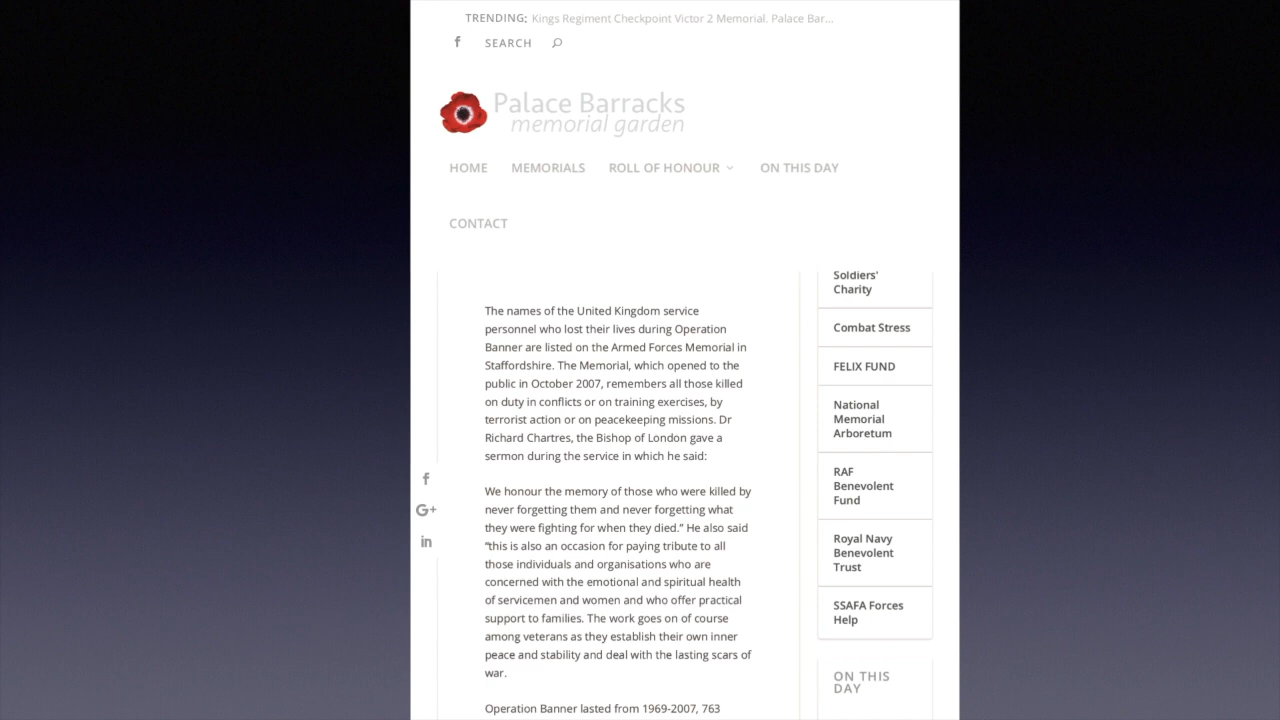 TRENDING: Kings Regiment Checkpoint Victor 2 Memorial. Palace Bar...
f SEARCH
Palace Barracks
memorial garden
HOME MEMORIALS ROLL OF HONOUR ON THIS DAY
CONTACT
The names of the United Kingdom service
personnel who lost their lives during Operation
Banner are listed on the Armed Forces Memorial in
Staffordshire. The Memorial, which opened to the
public in October 2007, remembers all those killed
on duty in conflicts or on training exercises, by
terrorist action or on peacekeeping missions. Dr
Richard Chartres, the Bishop of London gave a
sermon during the service in which he said:
We honour the memory of those who were killed by
never forgetting them and never forgetting what
they were fighting for when they died.” He also said
“this is also an occasion for paying tribute to all
those individuals and organisations who are
concerned with the emotional and spiritual health
of servicemen and women and who offer practical
support to families. The work goes on of course
among veterans as they establish their own inner
peace and stability and deal with the lasting scars of
war.
Operation Banner lasted from 1969-2007, 763
f
G+
in
Soldiers'
Charity
Combat Stress
FELIX FUND
National
Memorial
Arboretum
RAF
Benevolent
Fund
Royal Navy
Benevolent
Trust
SSAFA Forces
Help
ON THIS
DAY